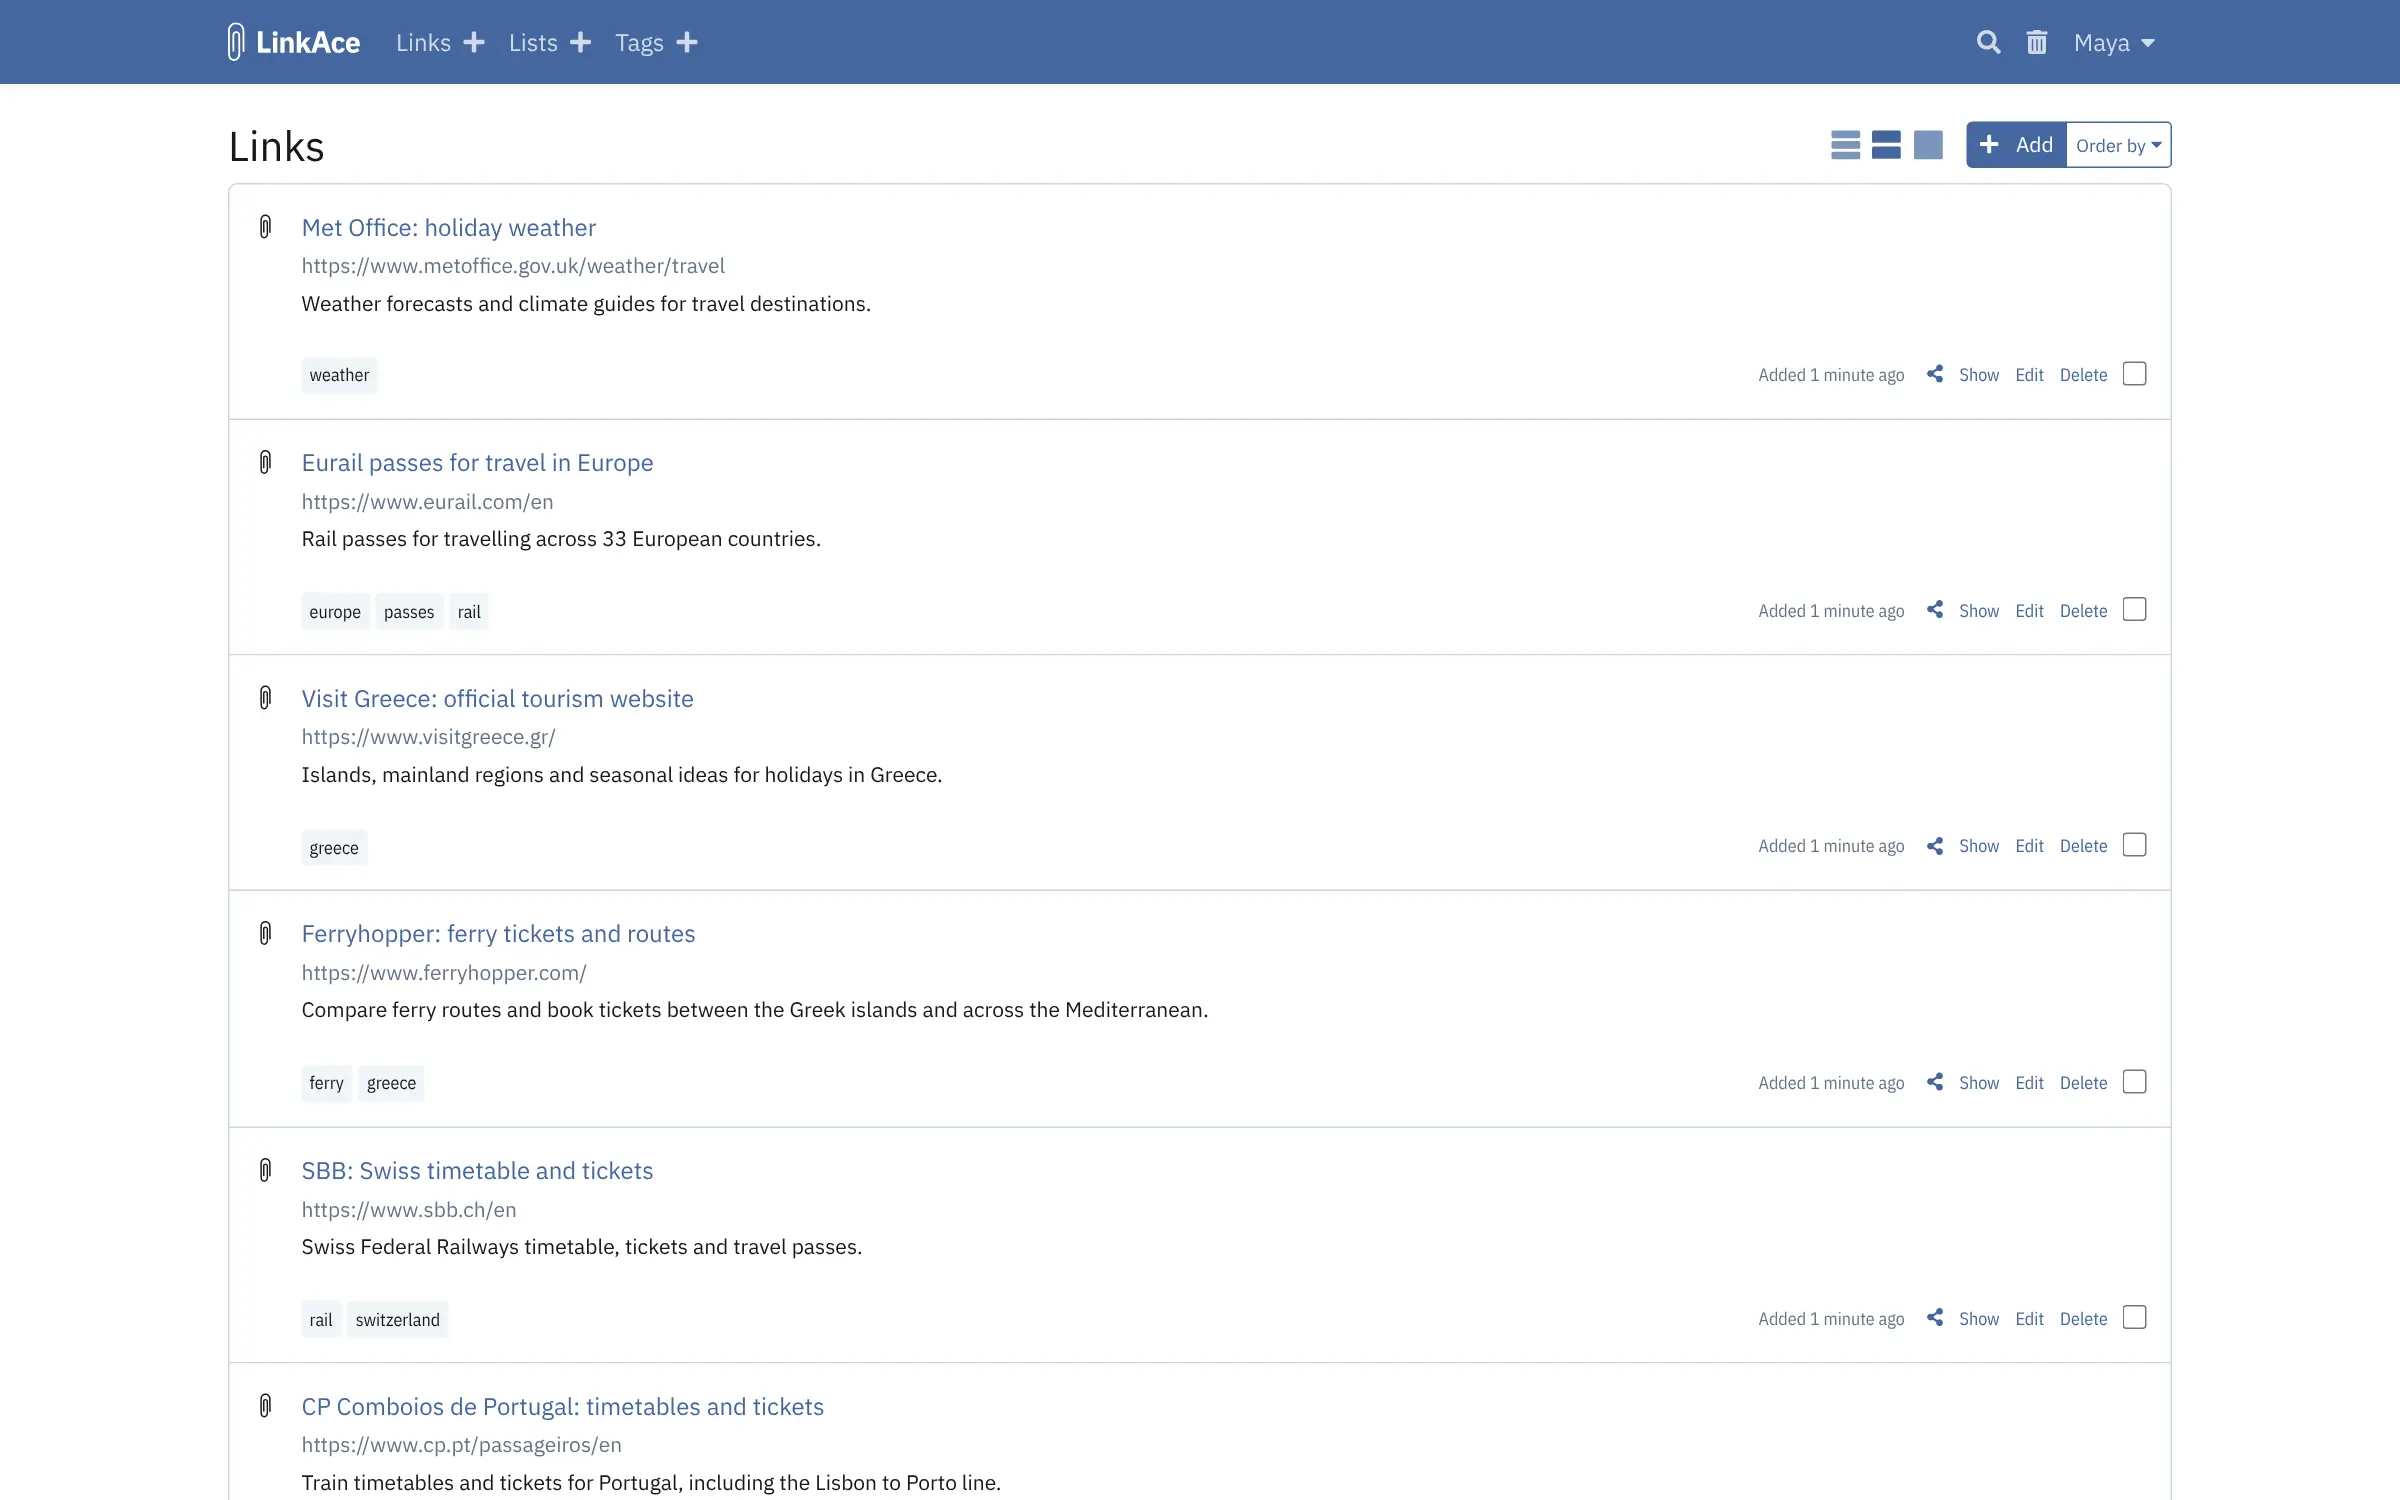 LinkAce Links Lists Tags Maya
Links Add Order by
Met Office: holiday weather
https://www.metoffice.gov.uk/weather/travel
Weather forecasts and climate guides for travel destinations.
weather Added 1 minute ago Show Edit Delete
Eurail passes for travel in Europe
https://www.eurail.com/en
Rail passes for travelling across 33 European countries.
europe passes rail Added 1 minute ago Show Edit Delete
Visit Greece: official tourism website
https://www.visitgreece.gr/
Islands, mainland regions and seasonal ideas for holidays in Greece.
greece Added 1 minute ago Show Edit Delete
Ferryhopper: ferry tickets and routes
https://www.ferryhopper.com/
Compare ferry routes and book tickets between the Greek islands and across the Mediterranean.
ferry greece Added 1 minute ago Show Edit Delete
SBB: Swiss timetable and tickets
https://www.sbb.ch/en
Swiss Federal Railways timetable, tickets and travel passes.
rail switzerland Added 1 minute ago Show Edit Delete
CP Comboios de Portugal: timetables and tickets
https://www.cp.pt/passageiros/en
Train timetables and tickets for Portugal, including the Lisbon to Porto line.